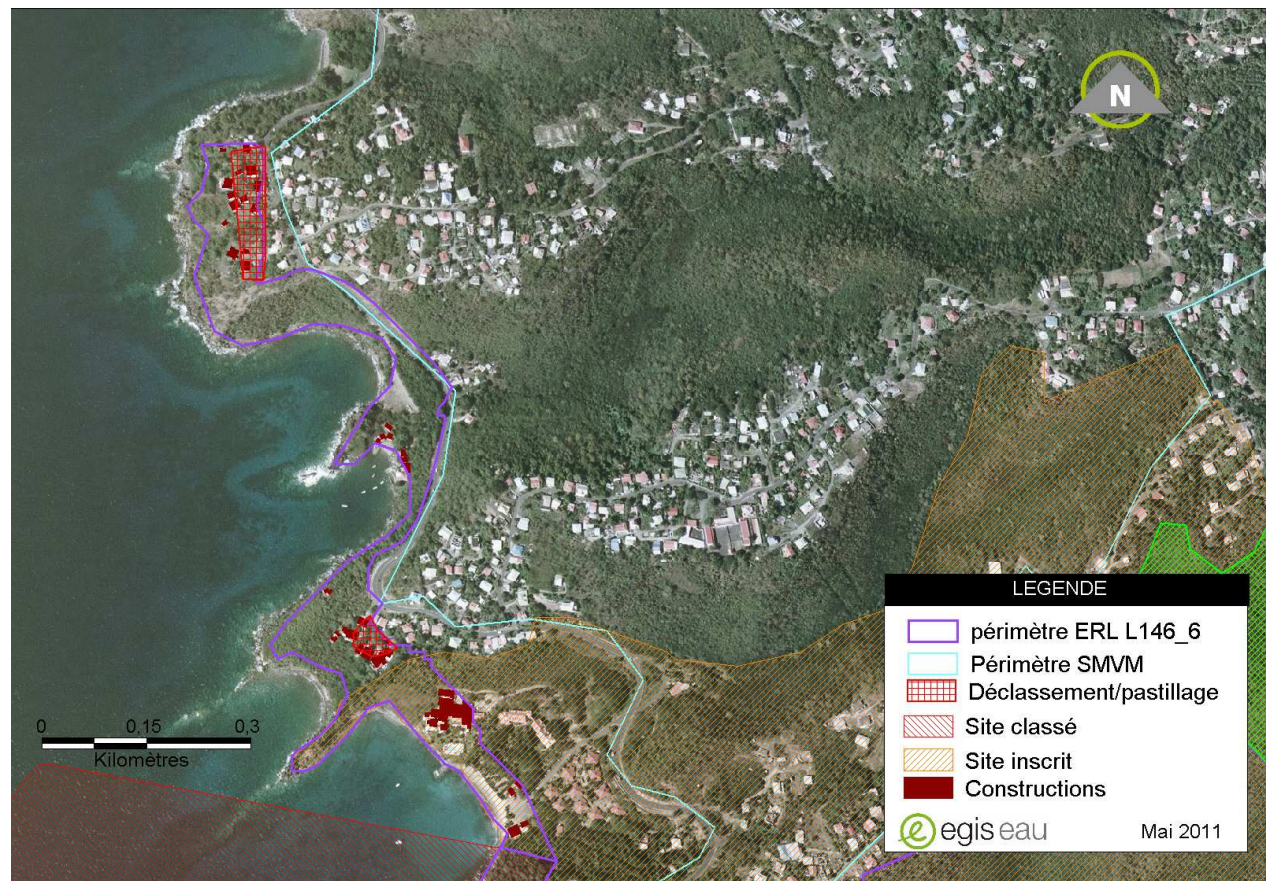 N
LEGENDE
périmètre ERL L146_6
Périmètre SMVM
Déclassement/pastillage
Site classé
Site inscrit
Constructions
egis eau Mai 2011
0 0,15 0,3
Kilomètres